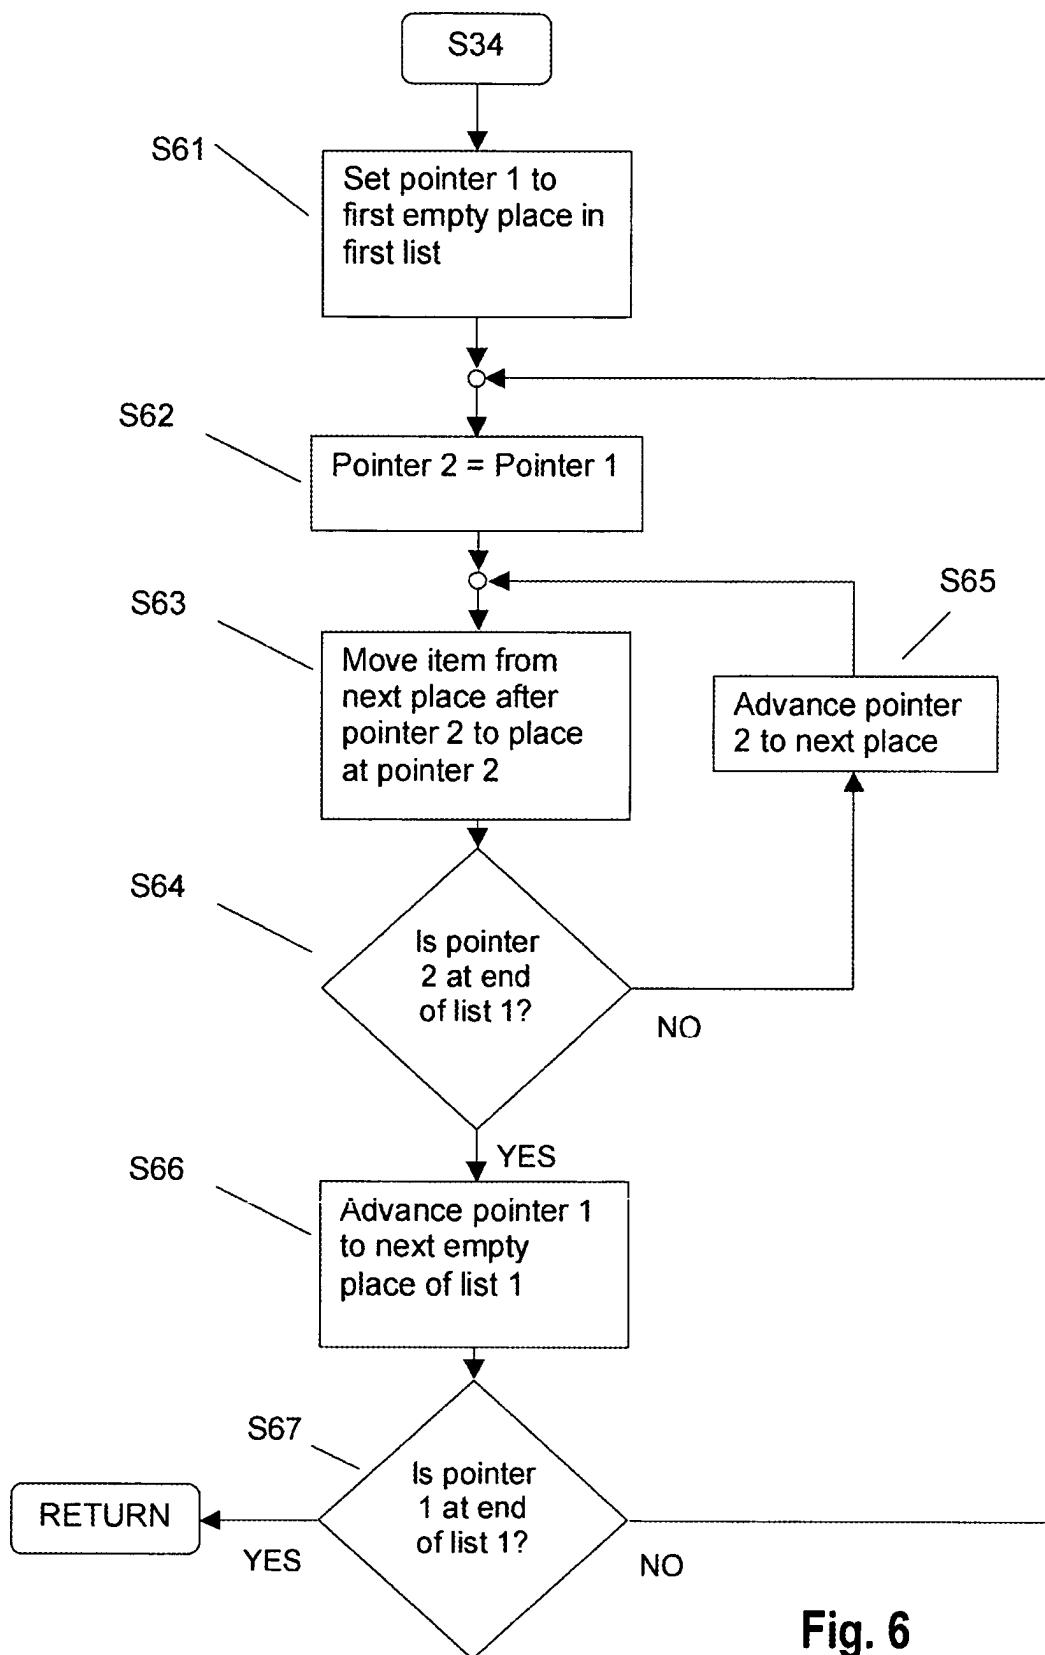 S34
S61
Set pointer 1 to
first empty place in
first list
S62
Pointer 2 = Pointer 1
S63
S65
Move item from
next place after
pointer 2 to place
at pointer 2
Advance pointer
2 to next place
S64
Is pointer
2 at end
of list 1?
NO
YES
S66
Advance pointer 1
to next empty
place of list 1
S67
Is pointer
1 at end
of list 1?
RETURN
YES
NO
Fig. 6